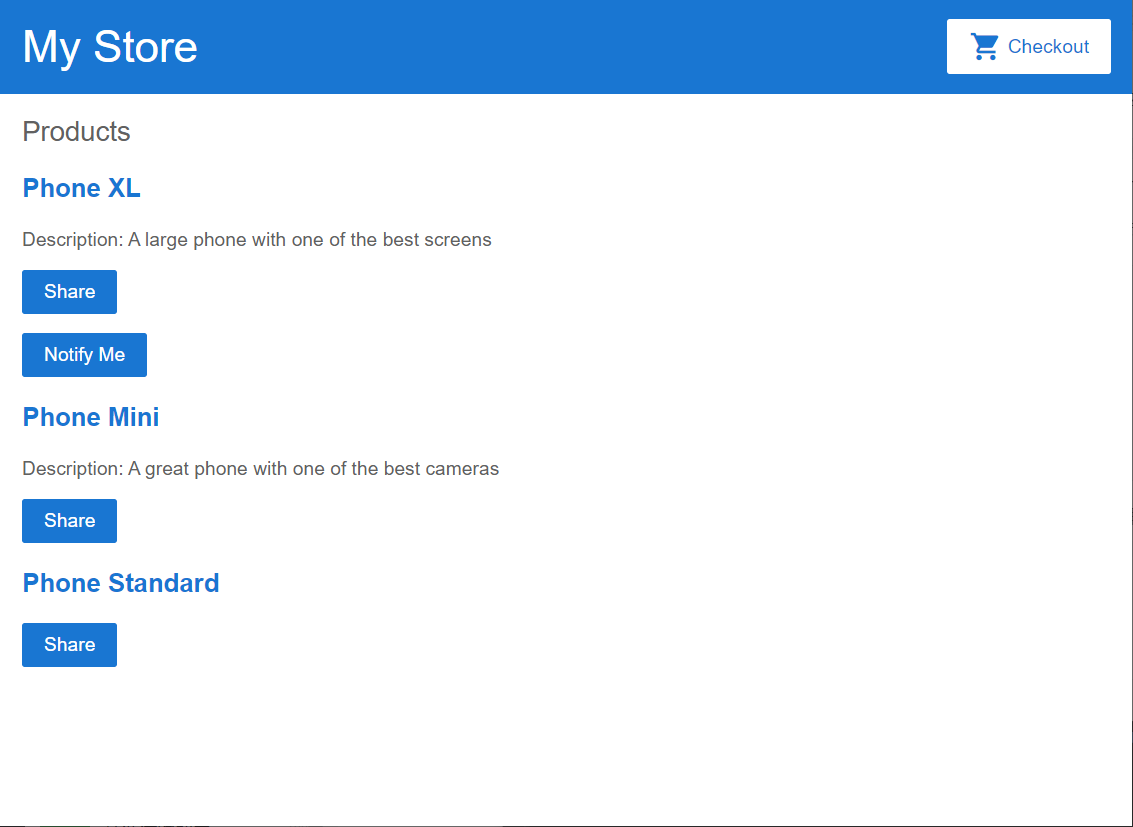 My Store
Checkout
Products
Phone XL
Description: A large phone with one of the best screens
Share
Notify Me
Phone Mini
Description: A great phone with one of the best cameras
Share
Phone Standard
Share